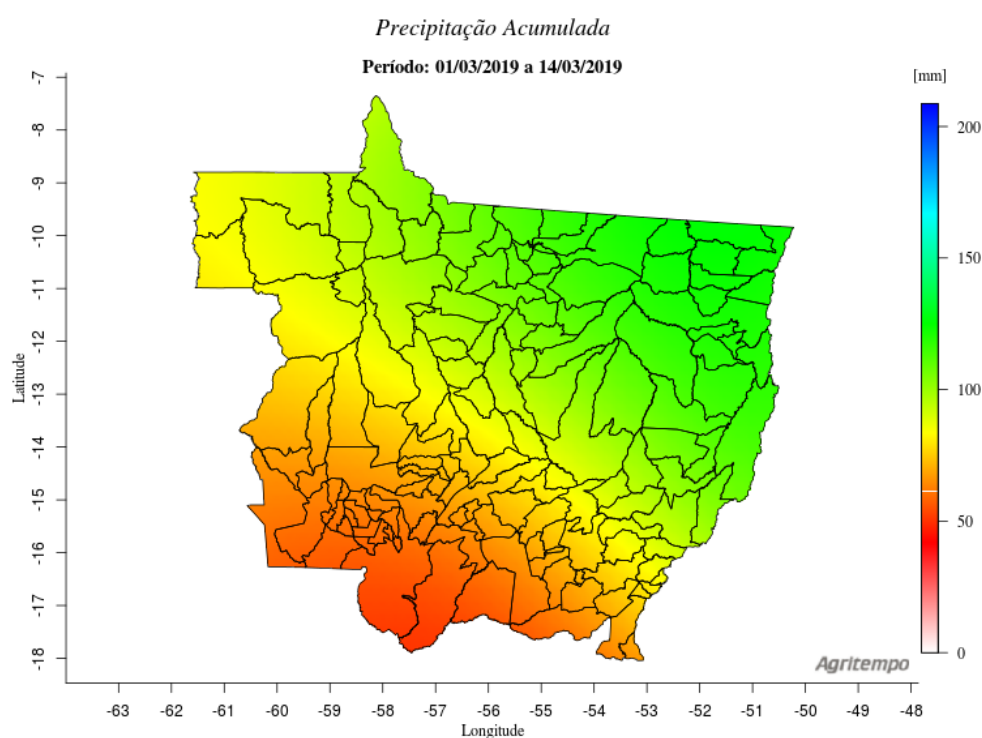 Precipitação Acumulada
Período: 01/03/2019 a 14/03/2019
[mm]
200
150
100
50
0
Latitude
-7
-8
-9
-10
-11
-12
-13
-14
-15
-16
-17
-18
Agritempo
-63 -62 -61 -60 -59 -58 -57 -56 -55 -54 -53 -52 -51 -50 -49 -48
Longitude